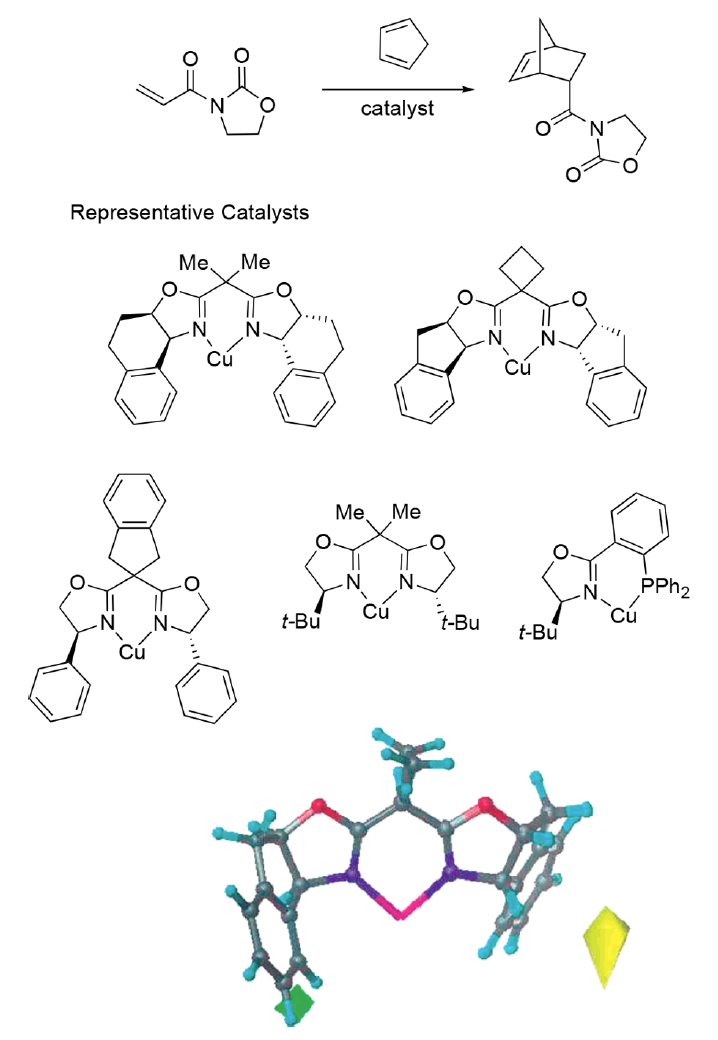 O O
N O
catalyst
O N
O O
Representative Catalysts
Me Me
O O
N N
Cu
O O
N N
Cu
O O
N N
Cu
Me Me
O O
N N
Cu
t-Bu t-Bu
O
N PPh2
Cu
t-Bu